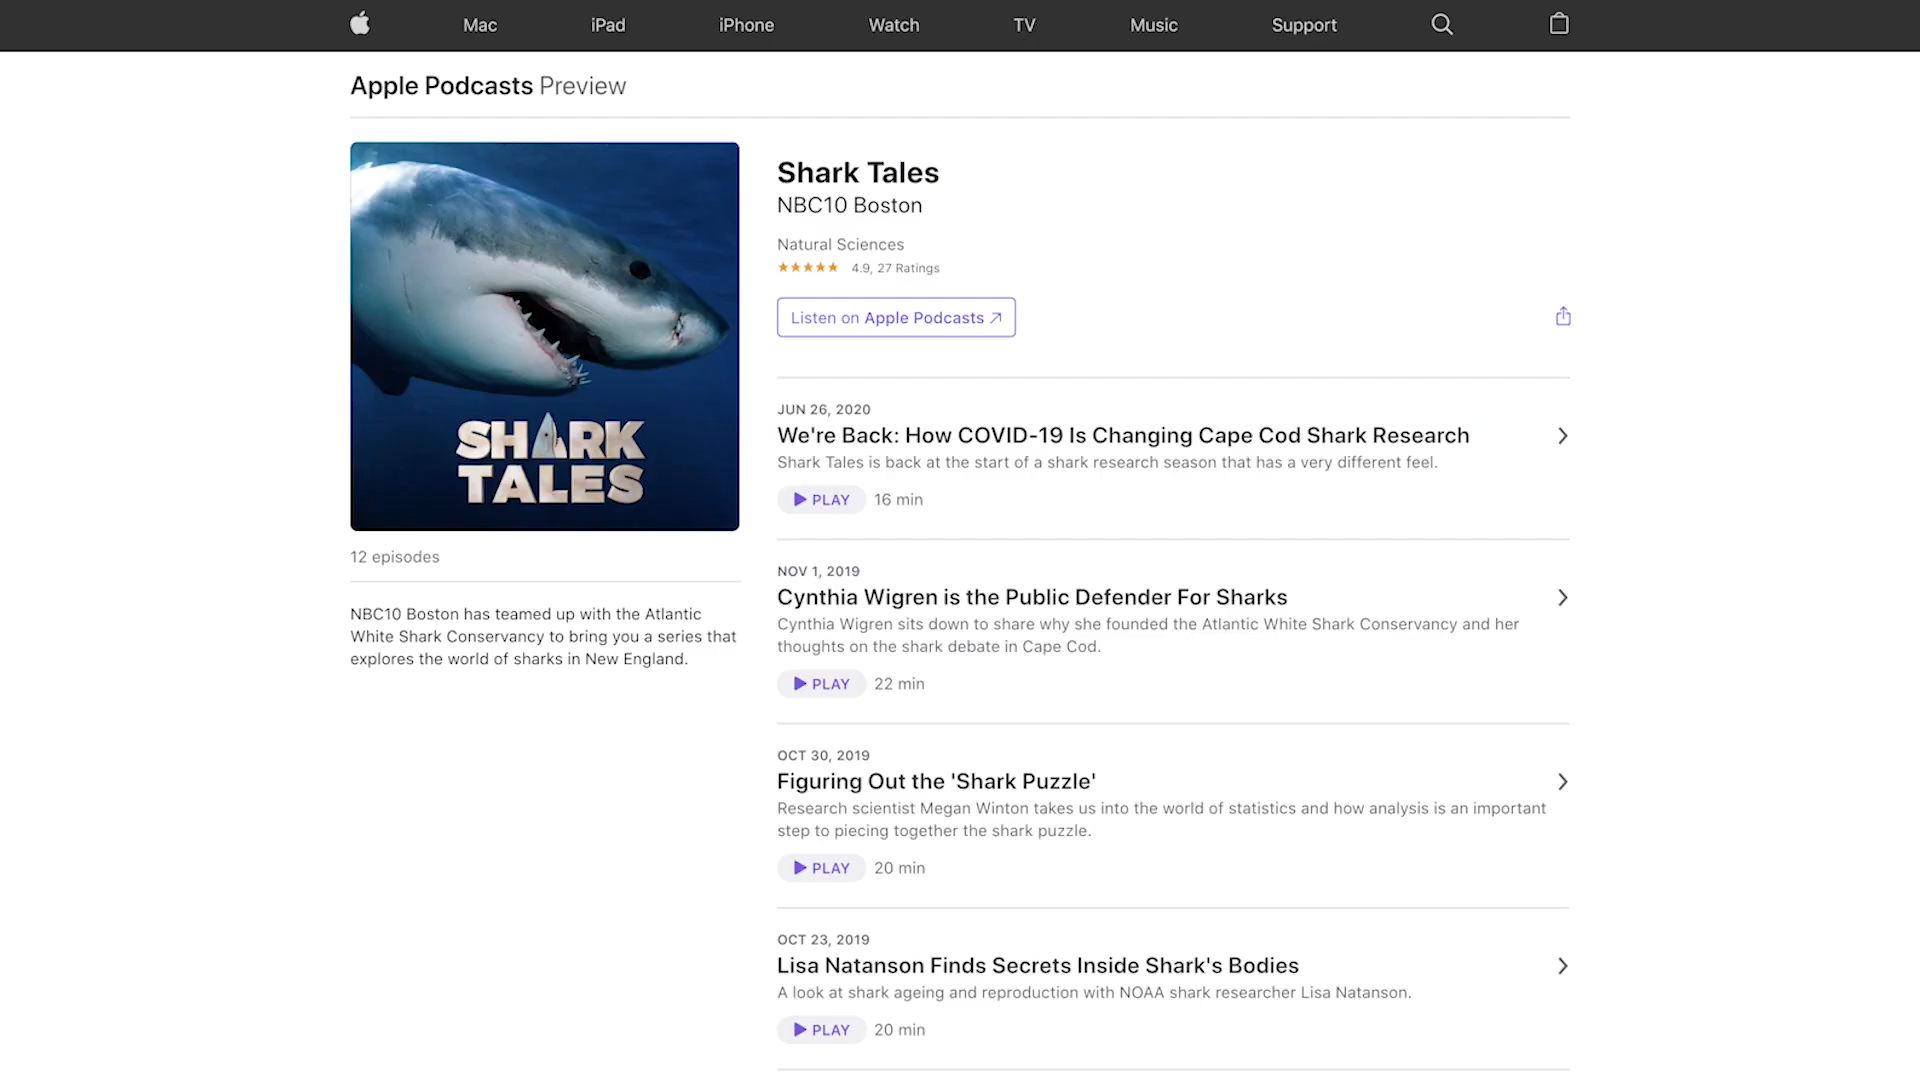 Mac iPad iPhone Watch TV Music Support
Apple Podcasts Preview
SHARK
TALES
12 episodes
NBC10 Boston has teamed up with the Atlantic
White Shark Conservancy to bring you a series that
explores the world of sharks in New England.
Shark Tales
NBC10 Boston
Natural Sciences
★★★★★ 4.9, 27 Ratings
Listen on Apple Podcasts ↗
JUN 26, 2020
We're Back: How COVID-19 Is Changing Cape Cod Shark Research
Shark Tales is back at the start of a shark research season that has a very different feel.
PLAY 16 min
NOV 1, 2019
Cynthia Wigren is the Public Defender For Sharks
Cynthia Wigren sits down to share why she founded the Atlantic White Shark Conservancy and her
thoughts on the shark debate in Cape Cod.
PLAY 22 min
OCT 30, 2019
Figuring Out the 'Shark Puzzle'
Research scientist Megan Winton takes us into the world of statistics and how analysis is an important
step to piecing together the shark puzzle.
PLAY 20 min
OCT 23, 2019
Lisa Natanson Finds Secrets Inside Shark's Bodies
A look at shark ageing and reproduction with NOAA shark researcher Lisa Natanson.
PLAY 20 min